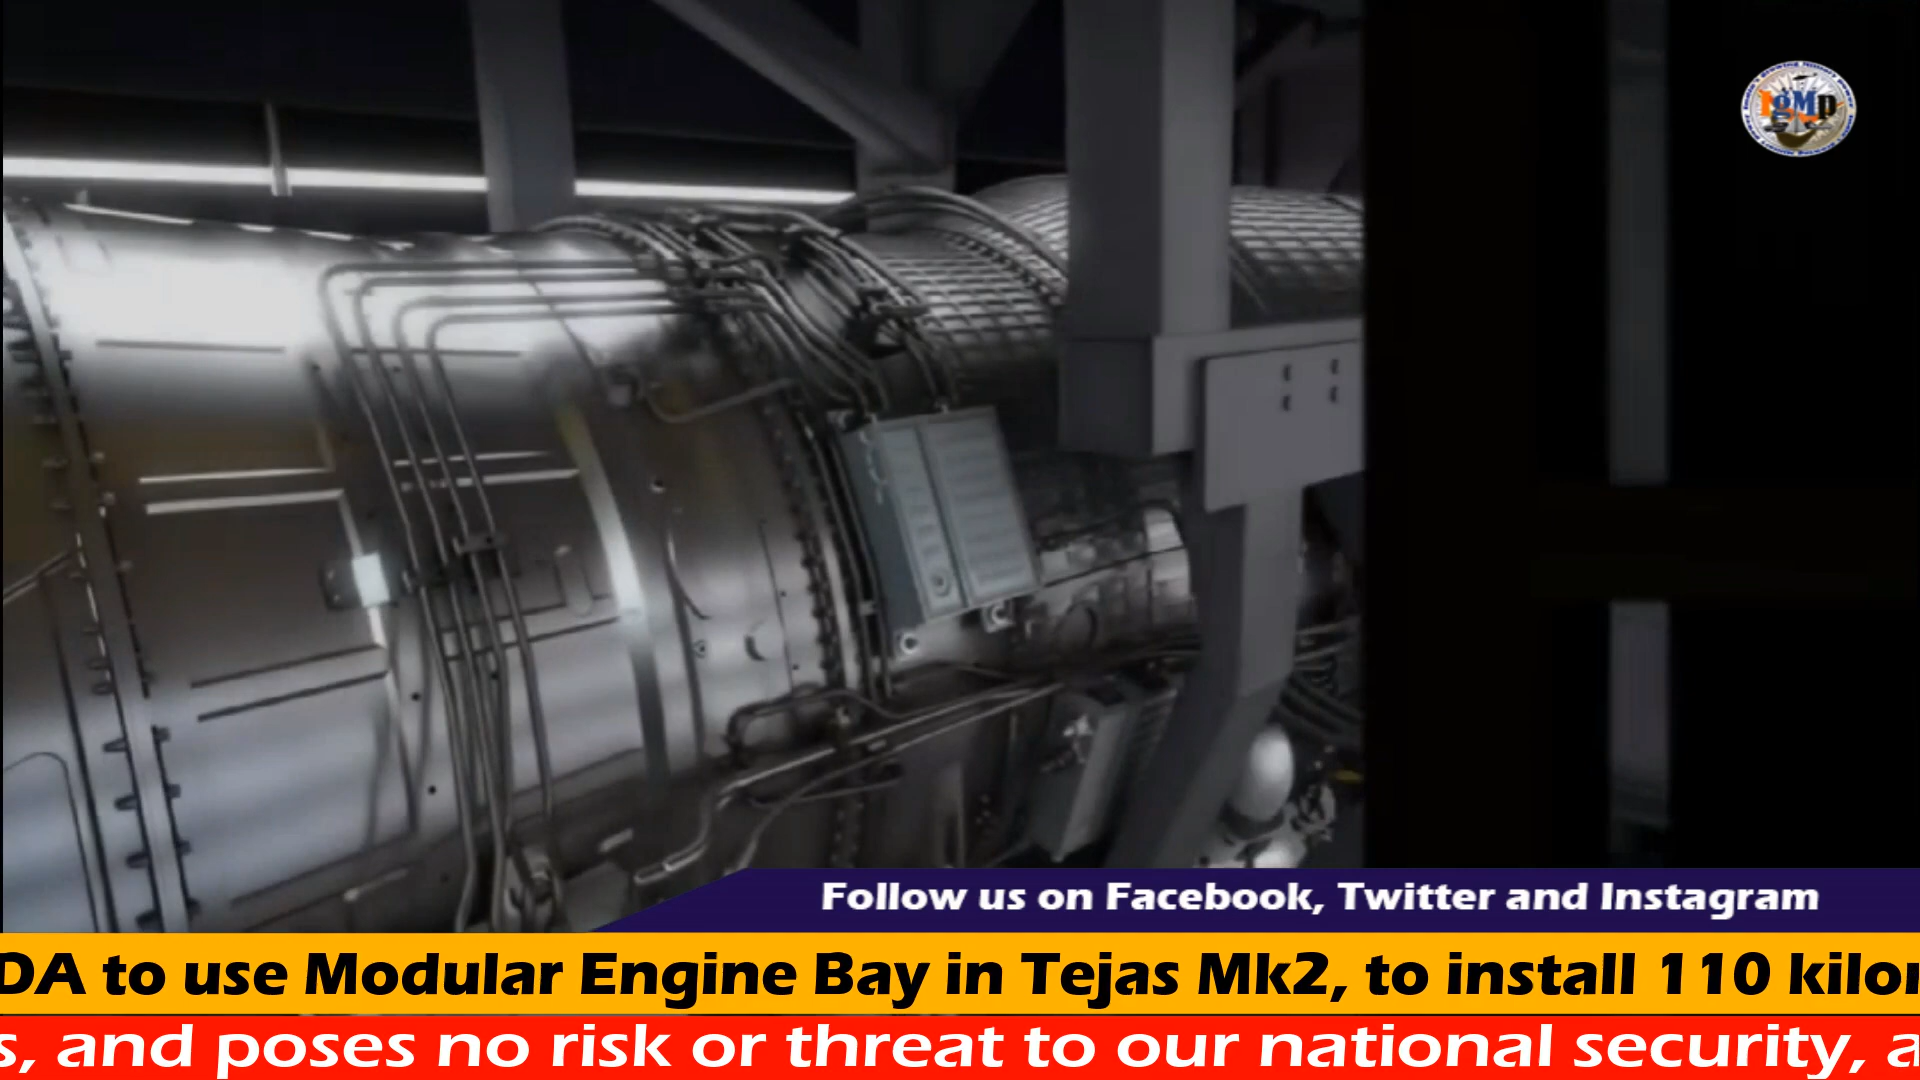 IgMp
Follow us on Facebook, Twitter and Instagram
DA to use Modular Engine Bay in Tejas Mk2, to install 110 kilo
s, and poses no risk or threat to our national security, a